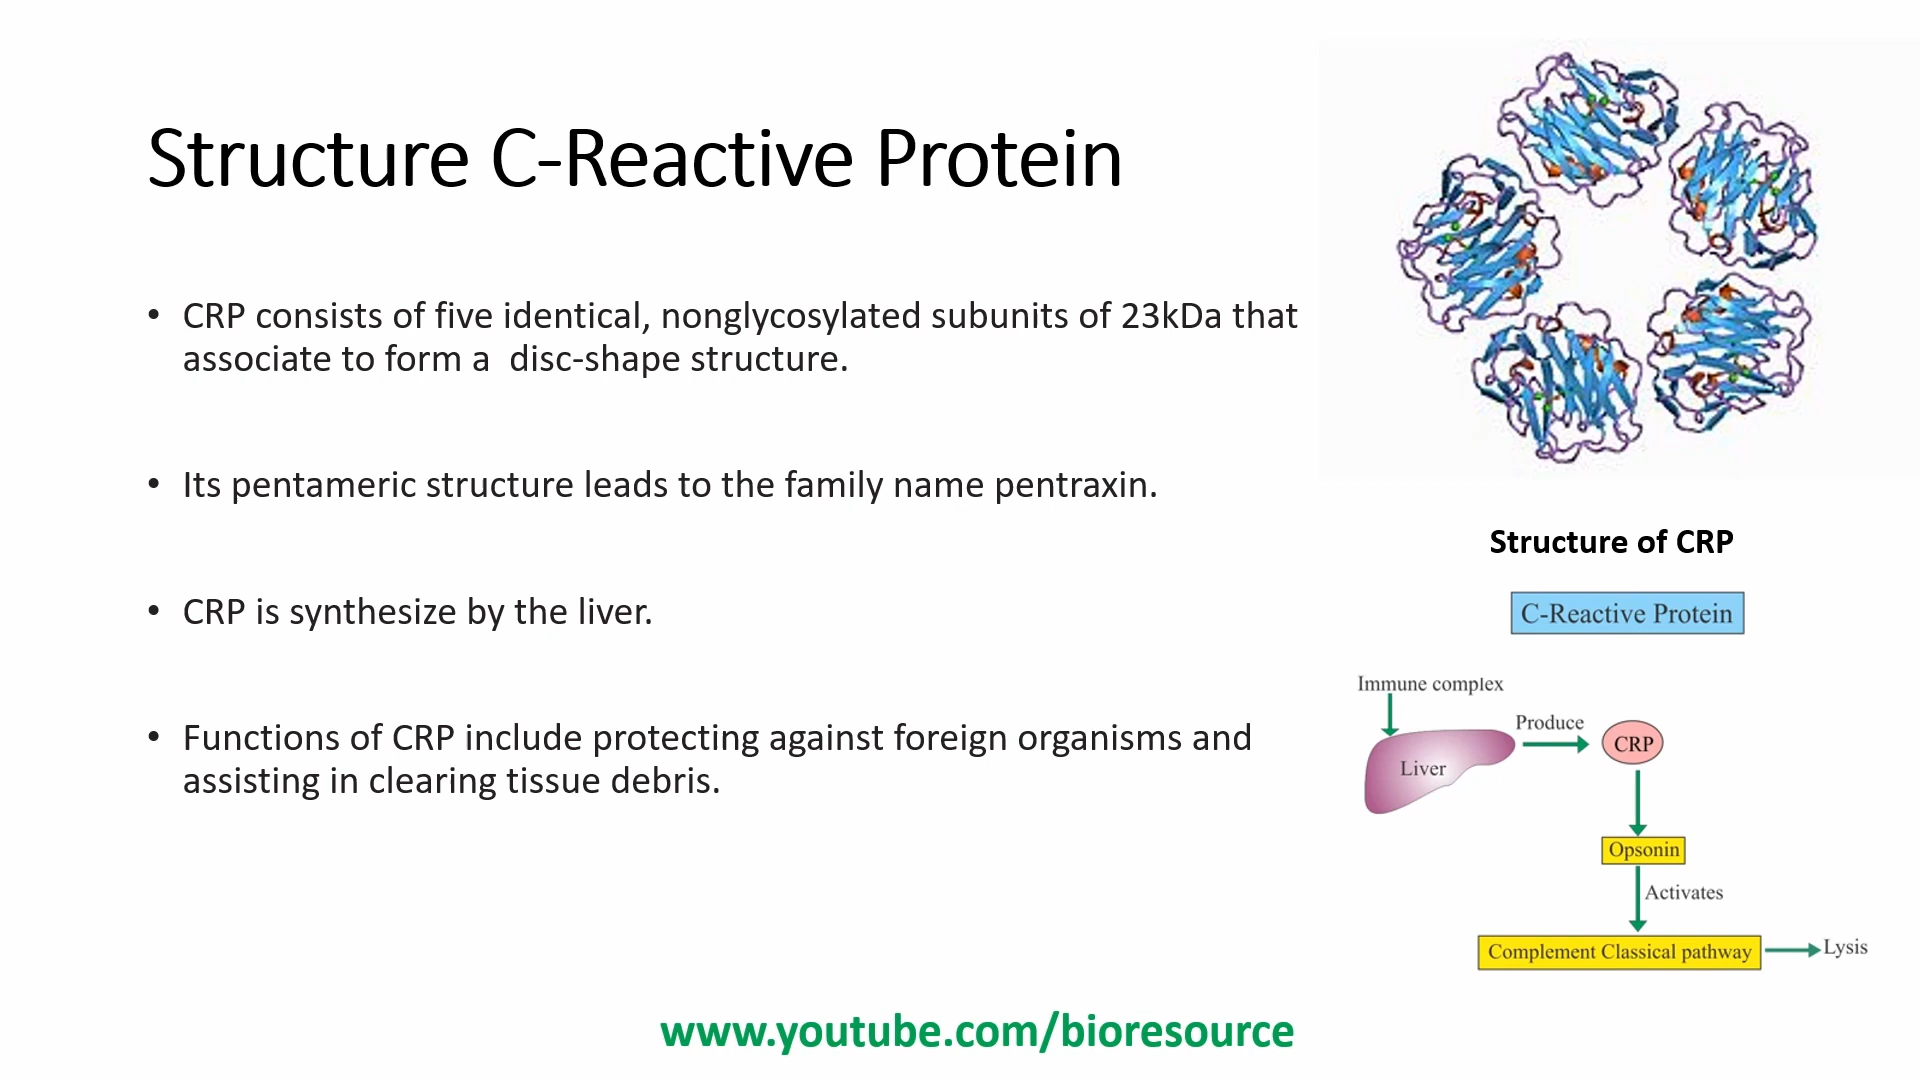 Structure C-Reactive Protein
• CRP consists of five identical, nonglycosylated subunits of 23kDa that
associate to form a  disc-shape structure.
• Its pentameric structure leads to the family name pentraxin.
• CRP is synthesize by the liver.
• Functions of CRP include protecting against foreign organisms and
assisting in clearing tissue debris.
Structure of CRP
C-Reactive Protein
Immune complex
Produce
CRP
Liver
Opsonin
Activates
Complement Classical pathway
Lysis
www.youtube.com/bioresource